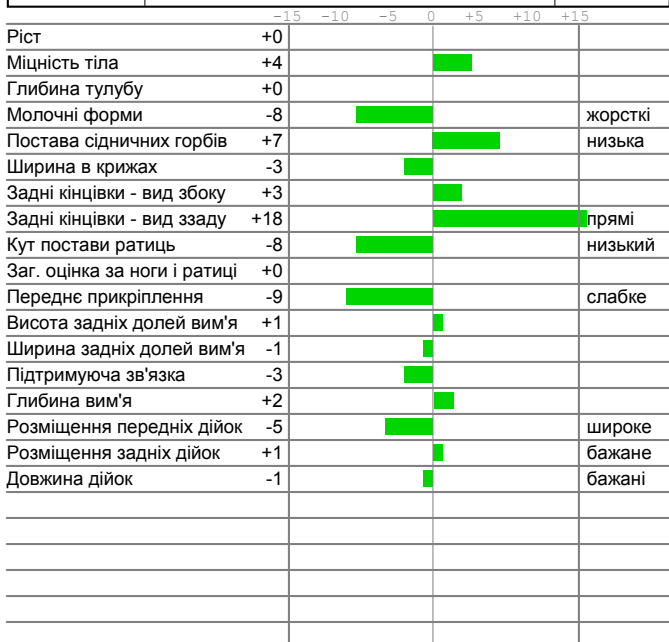 -15 -10 -5 0 +5 +10 +15
Ріст +0
Міцність тіла +4
Глибина тулубу +0
Молочні форми -8 жорсткі
Постава сідничних горбів +7 низька
Ширина в крижах -3
Задні кінцівки - вид збоку +3
Задні кінцівки - вид ззаду +18 прямі
Кут постави ратиць -8 низький
Заг. оцінка за ноги і ратиці +0
Переднє прикріплення -9 слабке
Висота задніх долей вим'я +1
Ширина задніх долей вим'я -1
Підтримуюча зв'язка -3
Глибина вим'я +2
Розміщення передніх дійок -5 широке
Розміщення задніх дійок +1 бажане
Довжина дійок -1 бажані